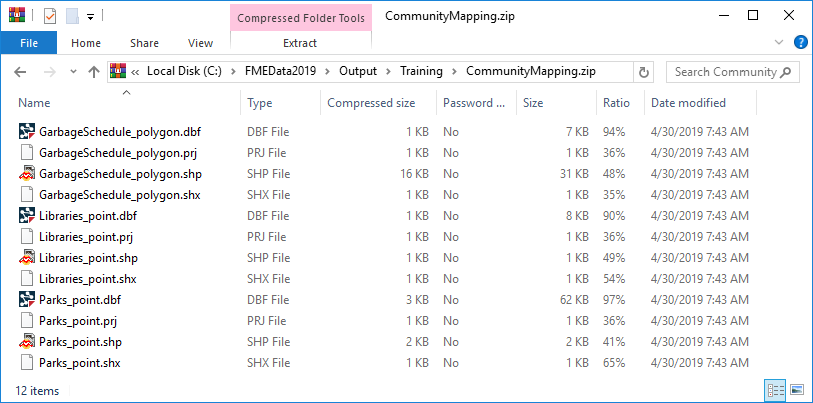 Compressed Folder Tools CommunityMapping.zip
File Home Share View Extract
« Local Disk (C:) > FMEData2019 > Output > Training > CommunityMapping.zip Search Community
Name Type Compressed size Password ... Size Ratio Date modified
GarbageSchedule_polygon.dbf DBF File 1 KB No 7 KB 94% 4/30/2019 7:43 AM
GarbageSchedule_polygon.prj PRJ File 1 KB No 1 KB 36% 4/30/2019 7:43 AM
GarbageSchedule_polygon.shp SHP File 16 KB No 31 KB 48% 4/30/2019 7:43 AM
GarbageSchedule_polygon.shx SHX File 1 KB No 1 KB 35% 4/30/2019 7:43 AM
Libraries_point.dbf DBF File 1 KB No 8 KB 90% 4/30/2019 7:43 AM
Libraries_point.prj PRJ File 1 KB No 1 KB 36% 4/30/2019 7:43 AM
Libraries_point.shp SHP File 1 KB No 1 KB 49% 4/30/2019 7:43 AM
Libraries_point.shx SHX File 1 KB No 1 KB 54% 4/30/2019 7:43 AM
Parks_point.dbf DBF File 3 KB No 62 KB 97% 4/30/2019 7:43 AM
Parks_point.prj PRJ File 1 KB No 1 KB 36% 4/30/2019 7:43 AM
Parks_point.shp SHP File 2 KB No 2 KB 41% 4/30/2019 7:43 AM
Parks_point.shx SHX File 1 KB No 1 KB 65% 4/30/2019 7:43 AM
12 items